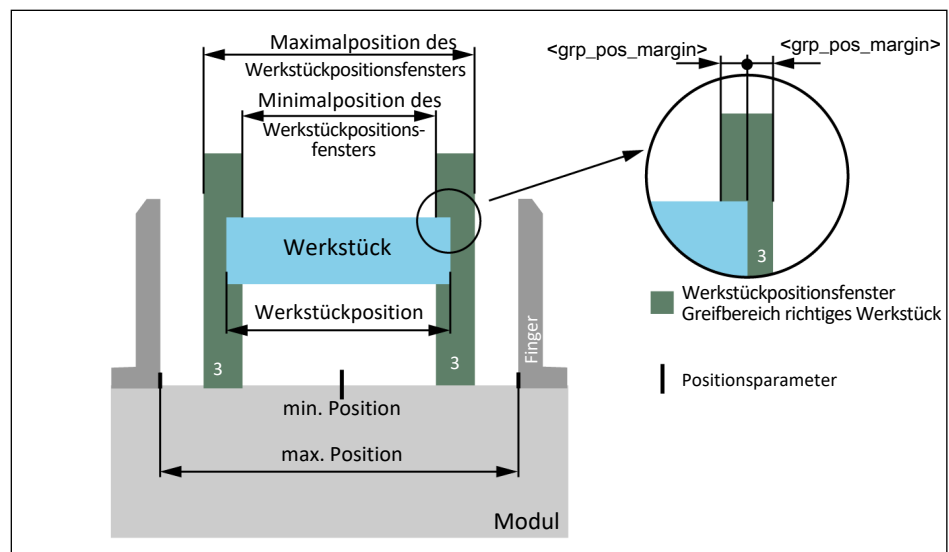 Maximalposition des
Werkstückpositionsfensters
Minimalposition des
Werkstückpositions-
fensters
Werkstück
Werkstückposition
3
3
Finger
min. Position
max. Position
Modul
<grp_pos_margin>
<grp_pos_margin>
3
Werkstückpositionsfenster
Greifbereich richtiges Werkstück
Positionsparameter